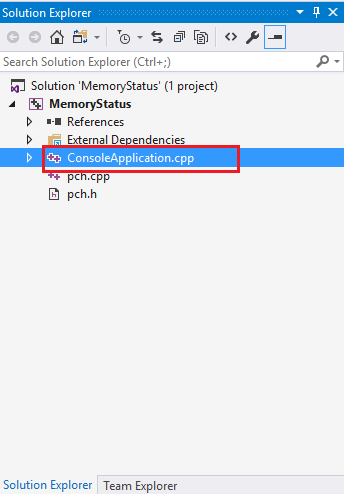 Solution Explorer
Search Solution Explorer (Ctrl+;)
Solution 'MemoryStatus' (1 project)
MemoryStatus
References
External Dependencies
ConsoleApplication.cpp
pch.cpp
pch.h
Solution Explorer Team Explorer